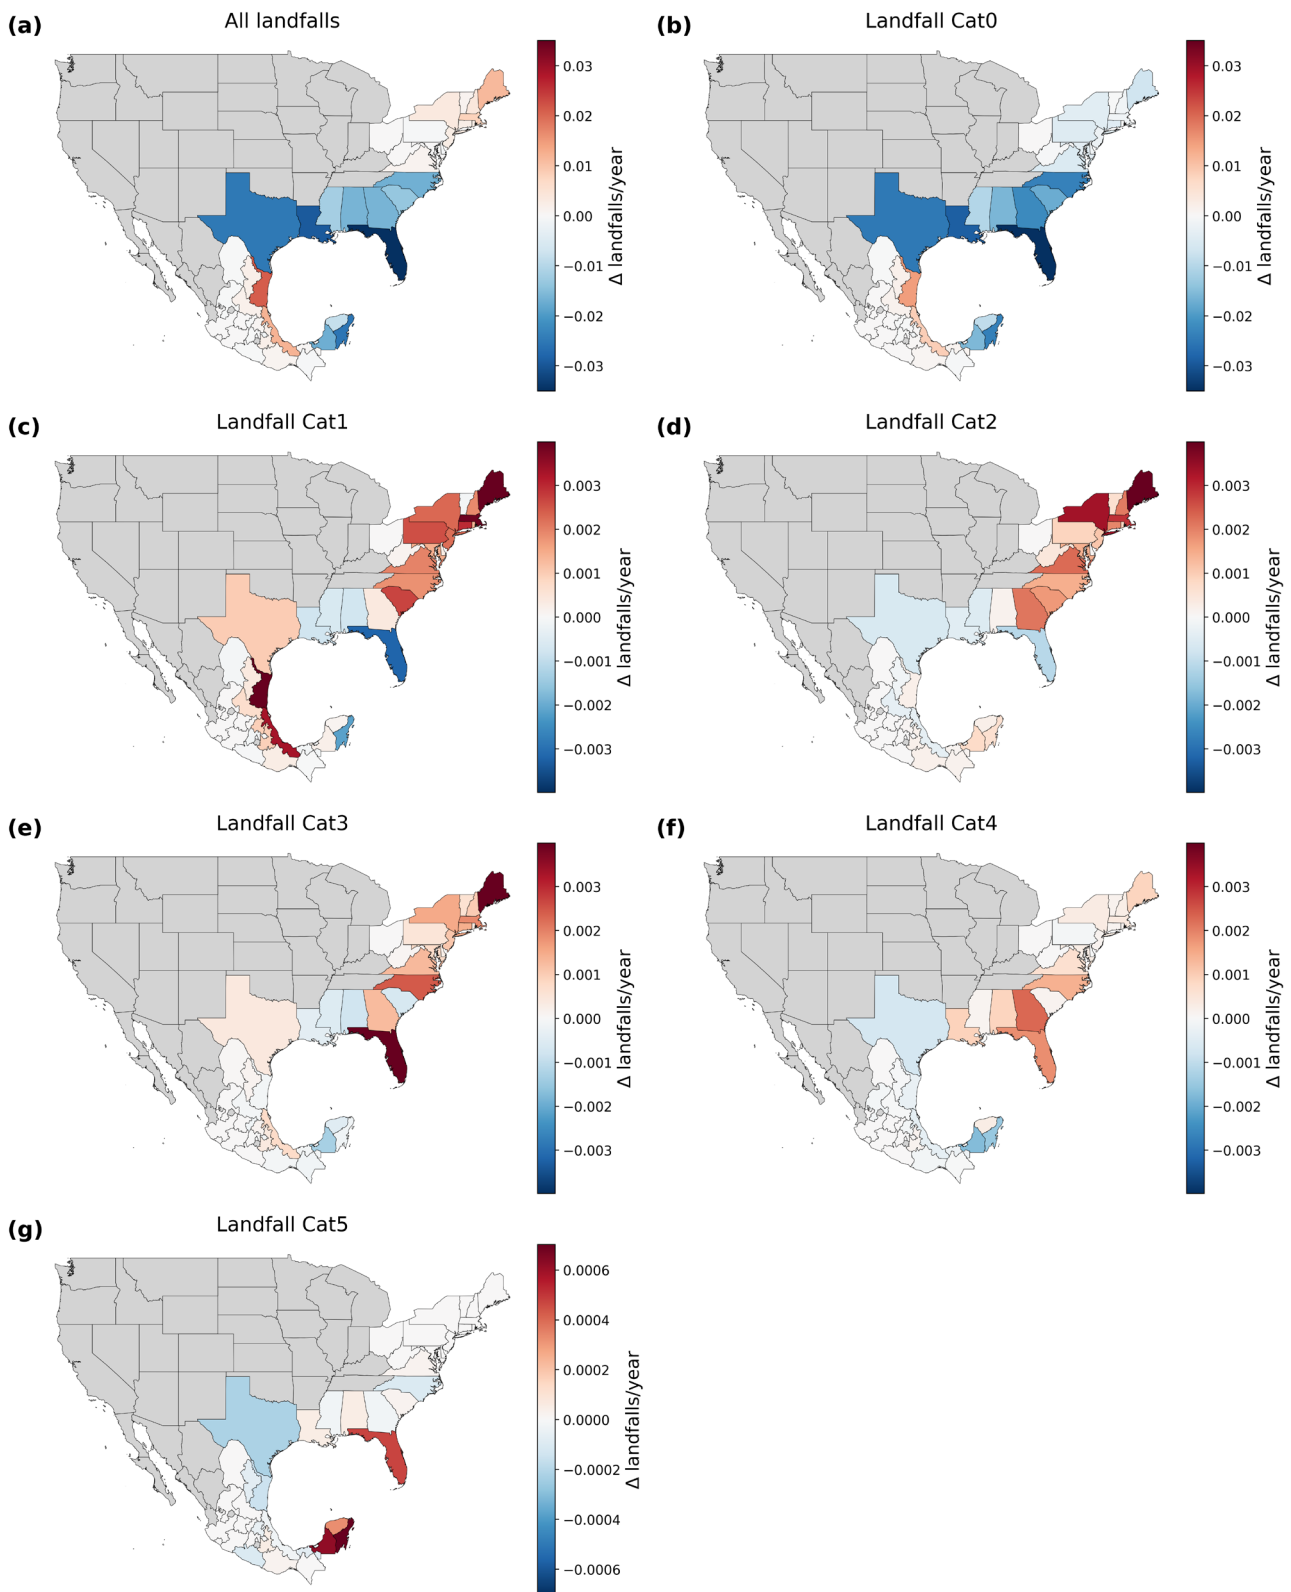 (a)
All landfalls
0.03
0.02
0.01
0.00
−0.01
−0.02
−0.03
Δ landfalls/year
(b)
Landfall Cat0
0.03
0.02
0.01
0.00
−0.01
−0.02
−0.03
Δ landfalls/year
(c)
Landfall Cat1
0.003
0.002
0.001
0.000
−0.001
−0.002
−0.003
Δ landfalls/year
(d)
Landfall Cat2
0.003
0.002
0.001
0.000
−0.001
−0.002
−0.003
Δ landfalls/year
(e)
Landfall Cat3
0.003
0.002
0.001
0.000
−0.001
−0.002
−0.003
Δ landfalls/year
(f)
Landfall Cat4
0.003
0.002
0.001
0.000
−0.001
−0.002
−0.003
Δ landfalls/year
(g)
Landfall Cat5
0.0006
0.0004
0.0002
0.0000
−0.0002
−0.0004
−0.0006
Δ landfalls/year